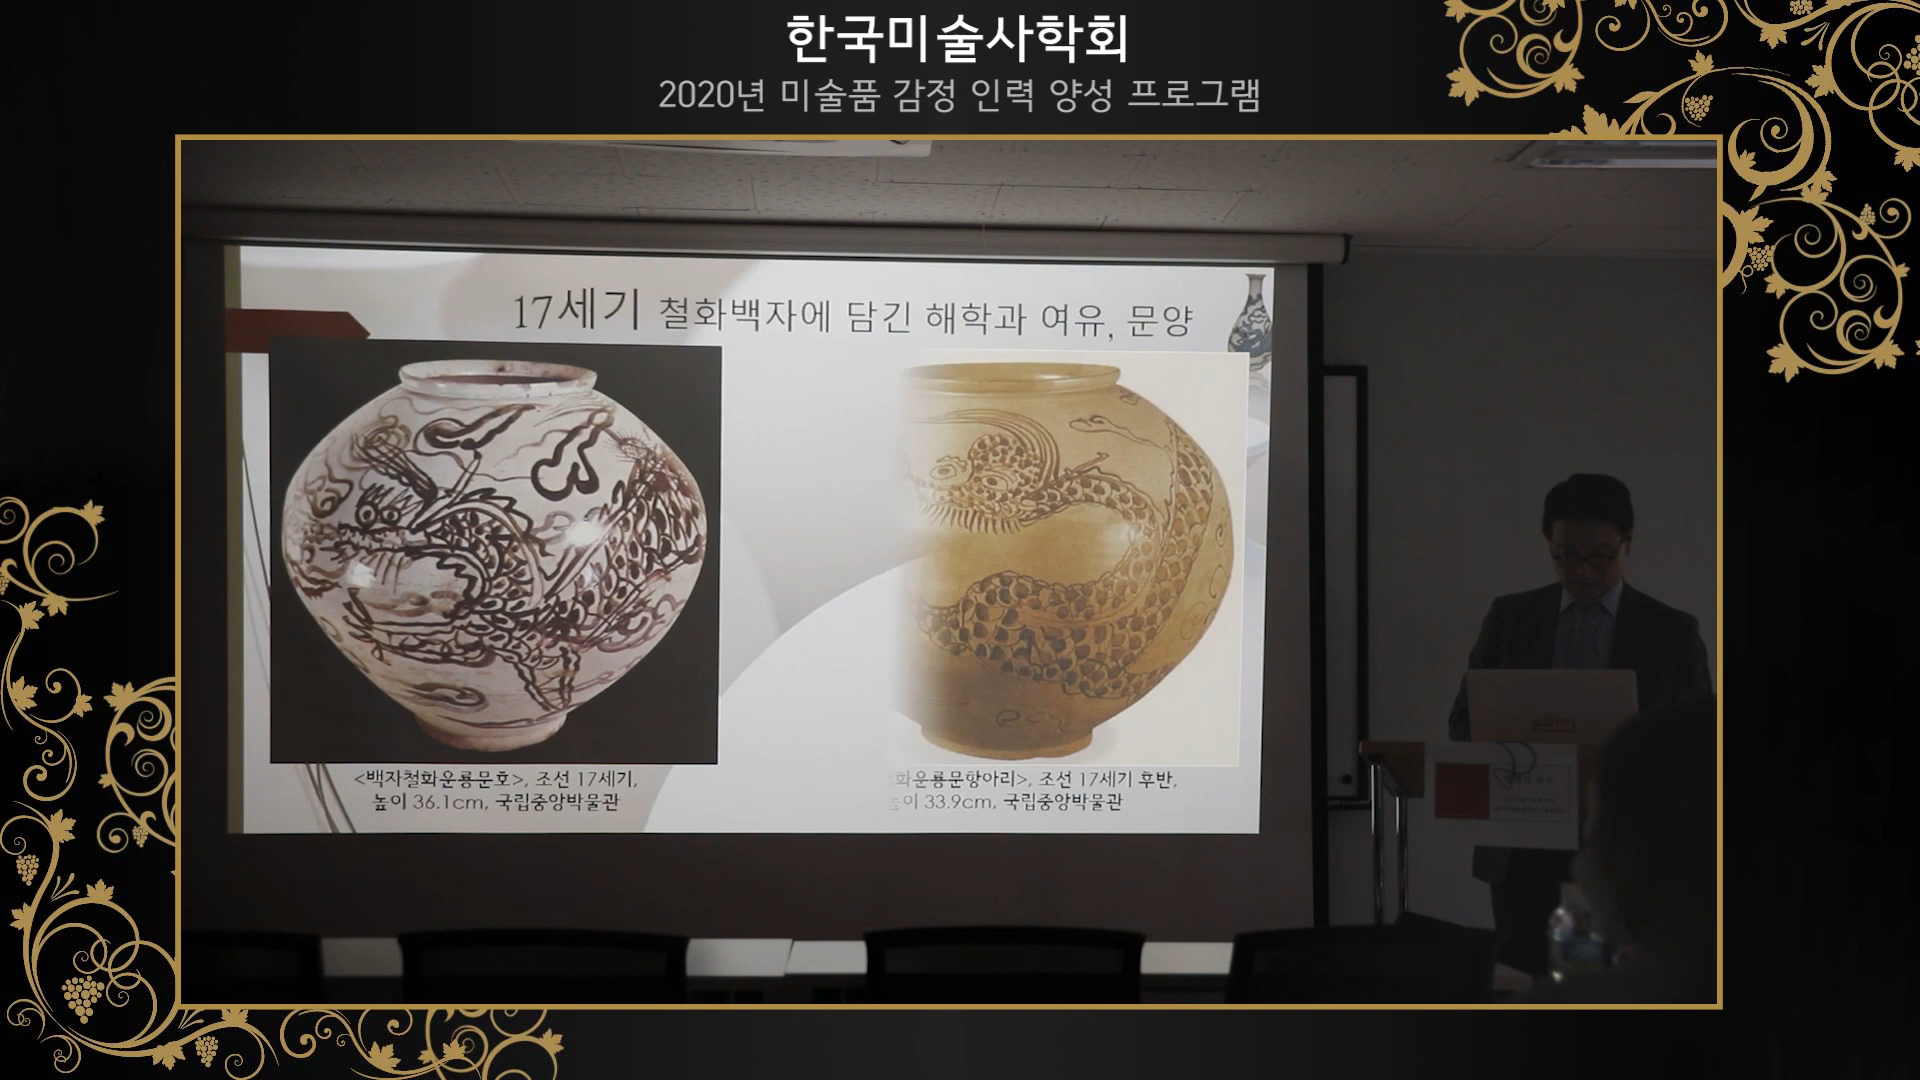 한국미술사학회
2020년 미술품 감정 인력 양성 프로그램
17세기 철화백자에 담긴 해학과 여유, 문양
<백자철화운룡문호>, 조선 17세기,
높이 36.1cm, 국립중앙박물관
화운룡문항아리>, 조선 17세기 후반,
높이 33.9cm, 국립중앙박물관